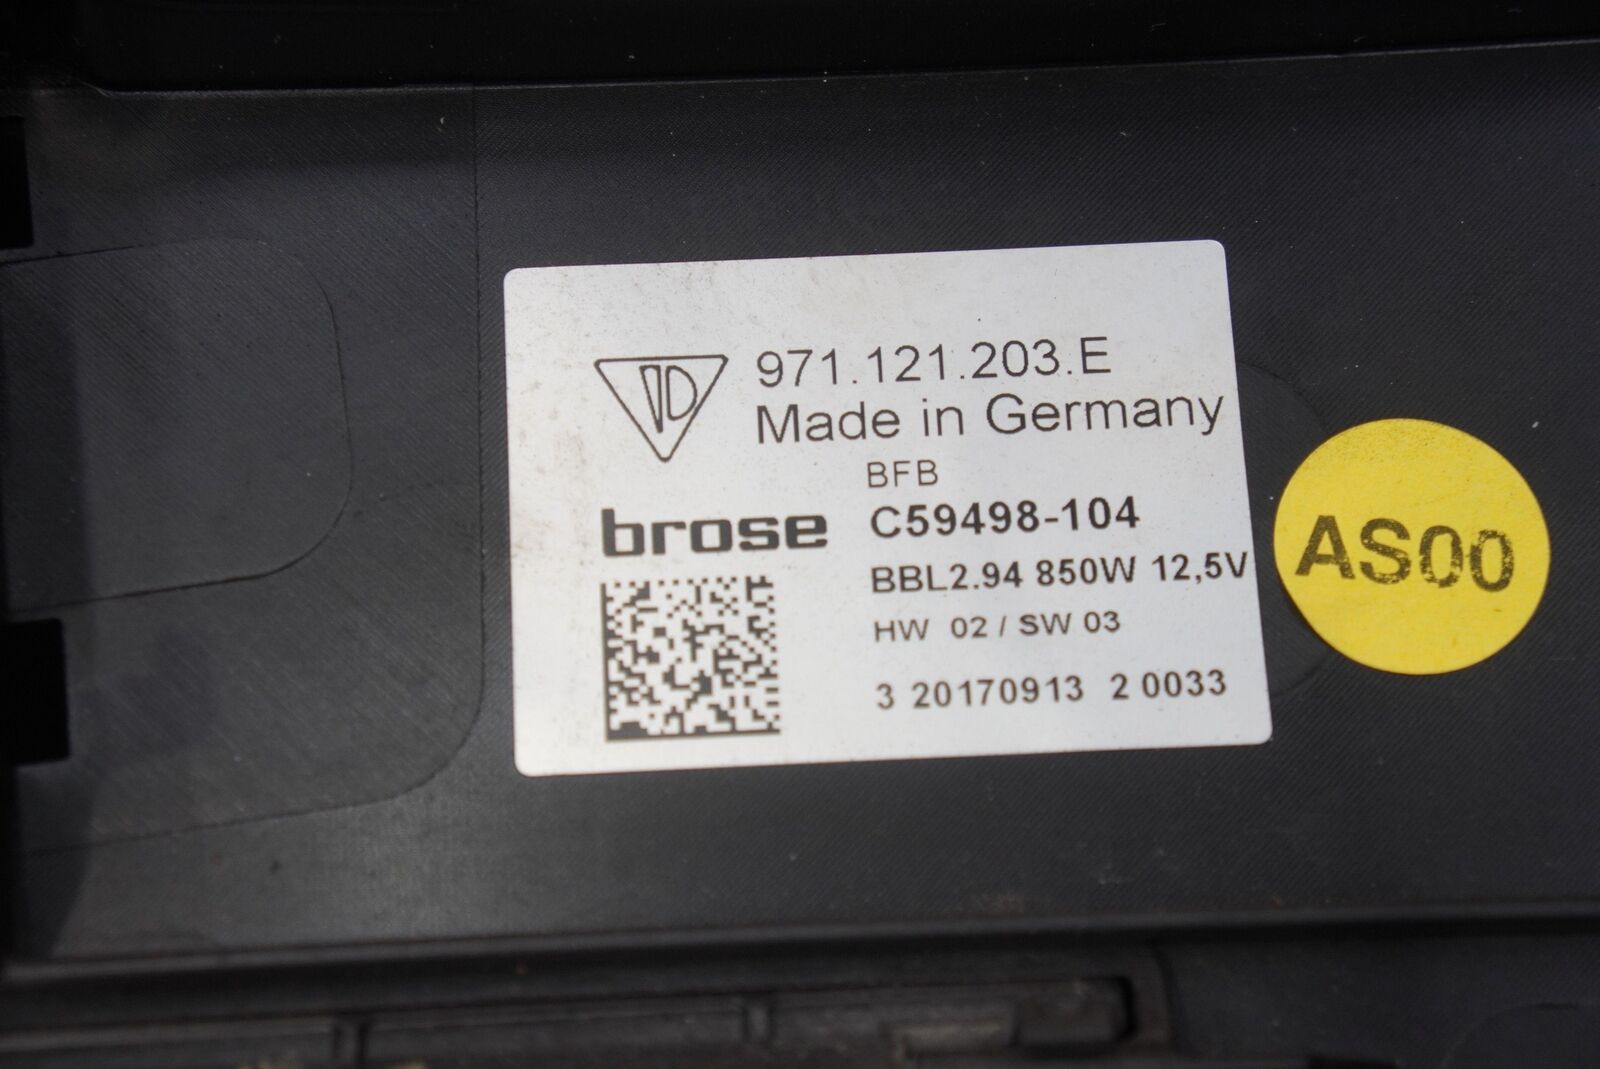 971.121.203.E
Made in Germany
BFB
brose C59498-104
BBL2.94 850W 12,5V
HW 02 / SW 03
3 20170913 2 0033
AS00